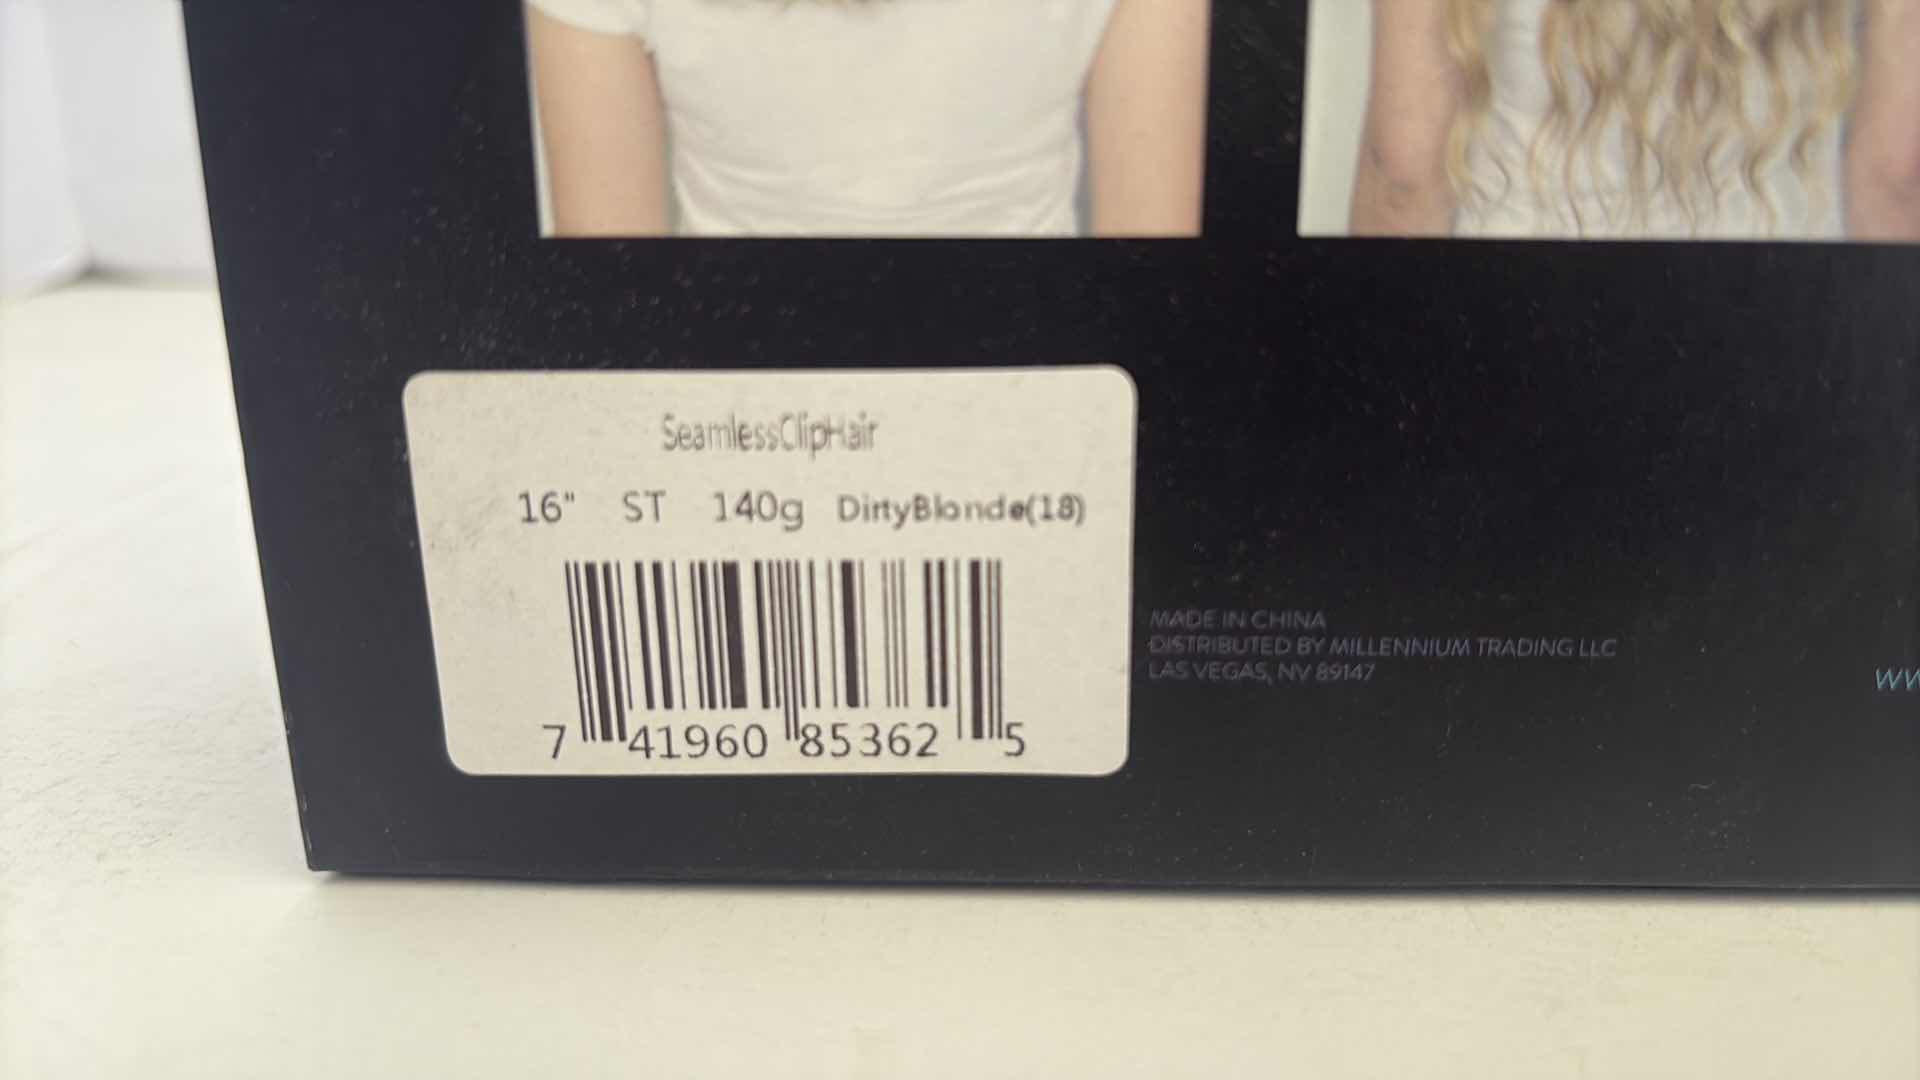 SeamlessClipHair
16" ST 140g DirtyBlonde(18)
7 41960 85362 5
MADE IN CHINA
DISTRIBUTED BY MILLENNIUM TRADING LLC
LAS VEGAS, NV 89147